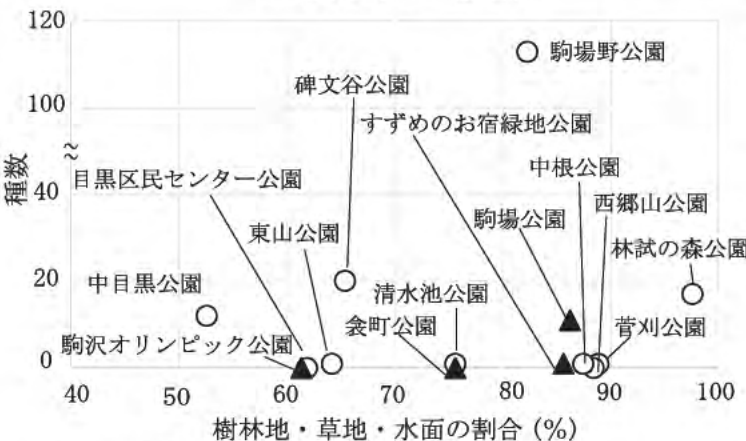 120
駒場野公園
碑文谷公園
100
すずめのお宿緑地公園
種数
目黒区民センター公園
中根公園
40
西郷山公園
東山公園
駒場公園
林試の森公園
20
中目黒公園
清水池公園
衾町公園
菅刈公園
駒沢オリンピック公園
0
40 50 60 70 80 90 100
樹林地・草地・水面の割合(%)